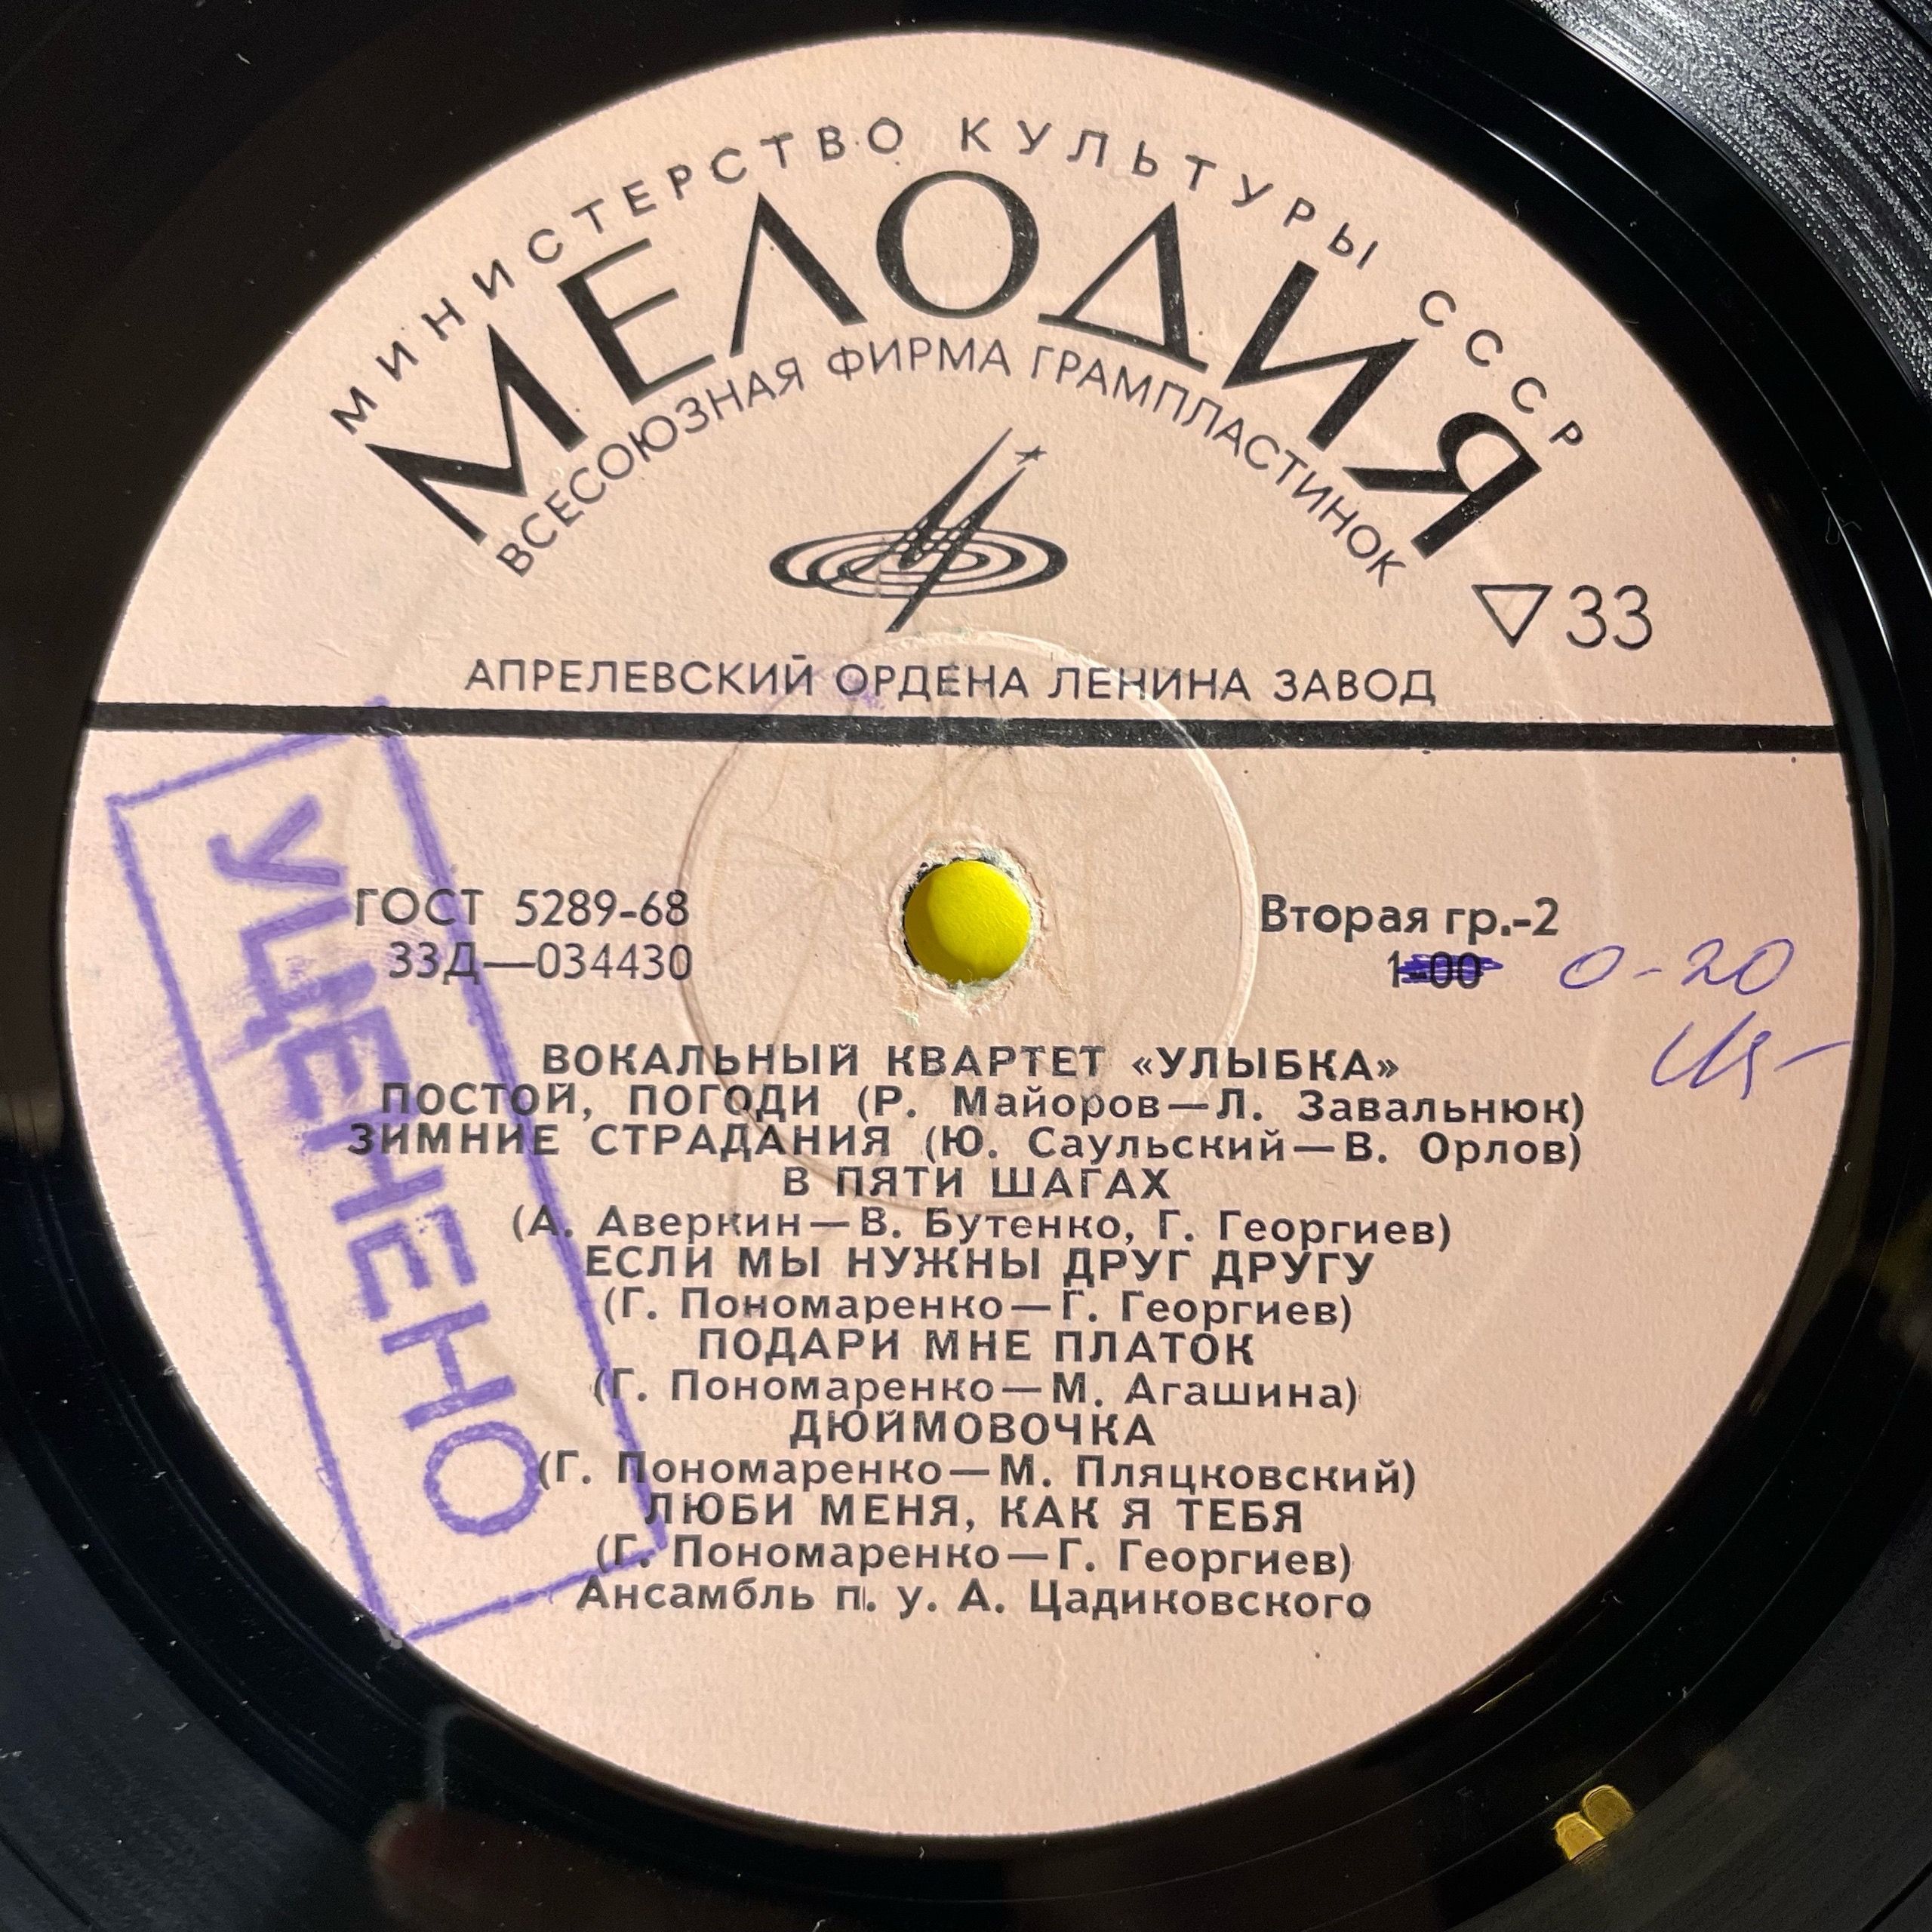 МИНИСТЕРСТВО КУЛЬТУРЫ СССР
МЕЛОДИЯ
ВСЕСОЮЗНАЯ ФИРМА ГРАМПЛАСТИНОК
33
АПРЕЛЕВСКИЙ ОРДЕНА ЛЕНИНА ЗАВОД
УЦЕНЕНО
ГОСТ 5289-68
33Д—034430
Вторая гр.-2
1-00 0-20
ВОКАЛЬНЫЙ КВАРТЕТ «УЛЫБКА»
ПОСТОЙ, ПОГОДИ (Р. Майоров—Л. Завальнюк)
ЗИМНИЕ СТРАДАНИЯ (Ю. Саульский—В. Орлов)
В ПЯТИ ШАГАХ
(А. Аверкин—В. Бутенко, Г. Георгиев)
ЕСЛИ МЫ НУЖНЫ ДРУГ ДРУГУ
(Г. Пономаренко—Г. Георгиев)
ПОДАРИ МНЕ ПЛАТОК
(Г. Пономаренко—М. Агашина)
ДЮЙМОВОЧКА
(Г. Пономаренко—М. Пляцковский)
ЛЮБИ МЕНЯ, КАК Я ТЕБЯ
(Г. Пономаренко—Г. Георгиев)
Ансамбль п. у. А. Цадиковского